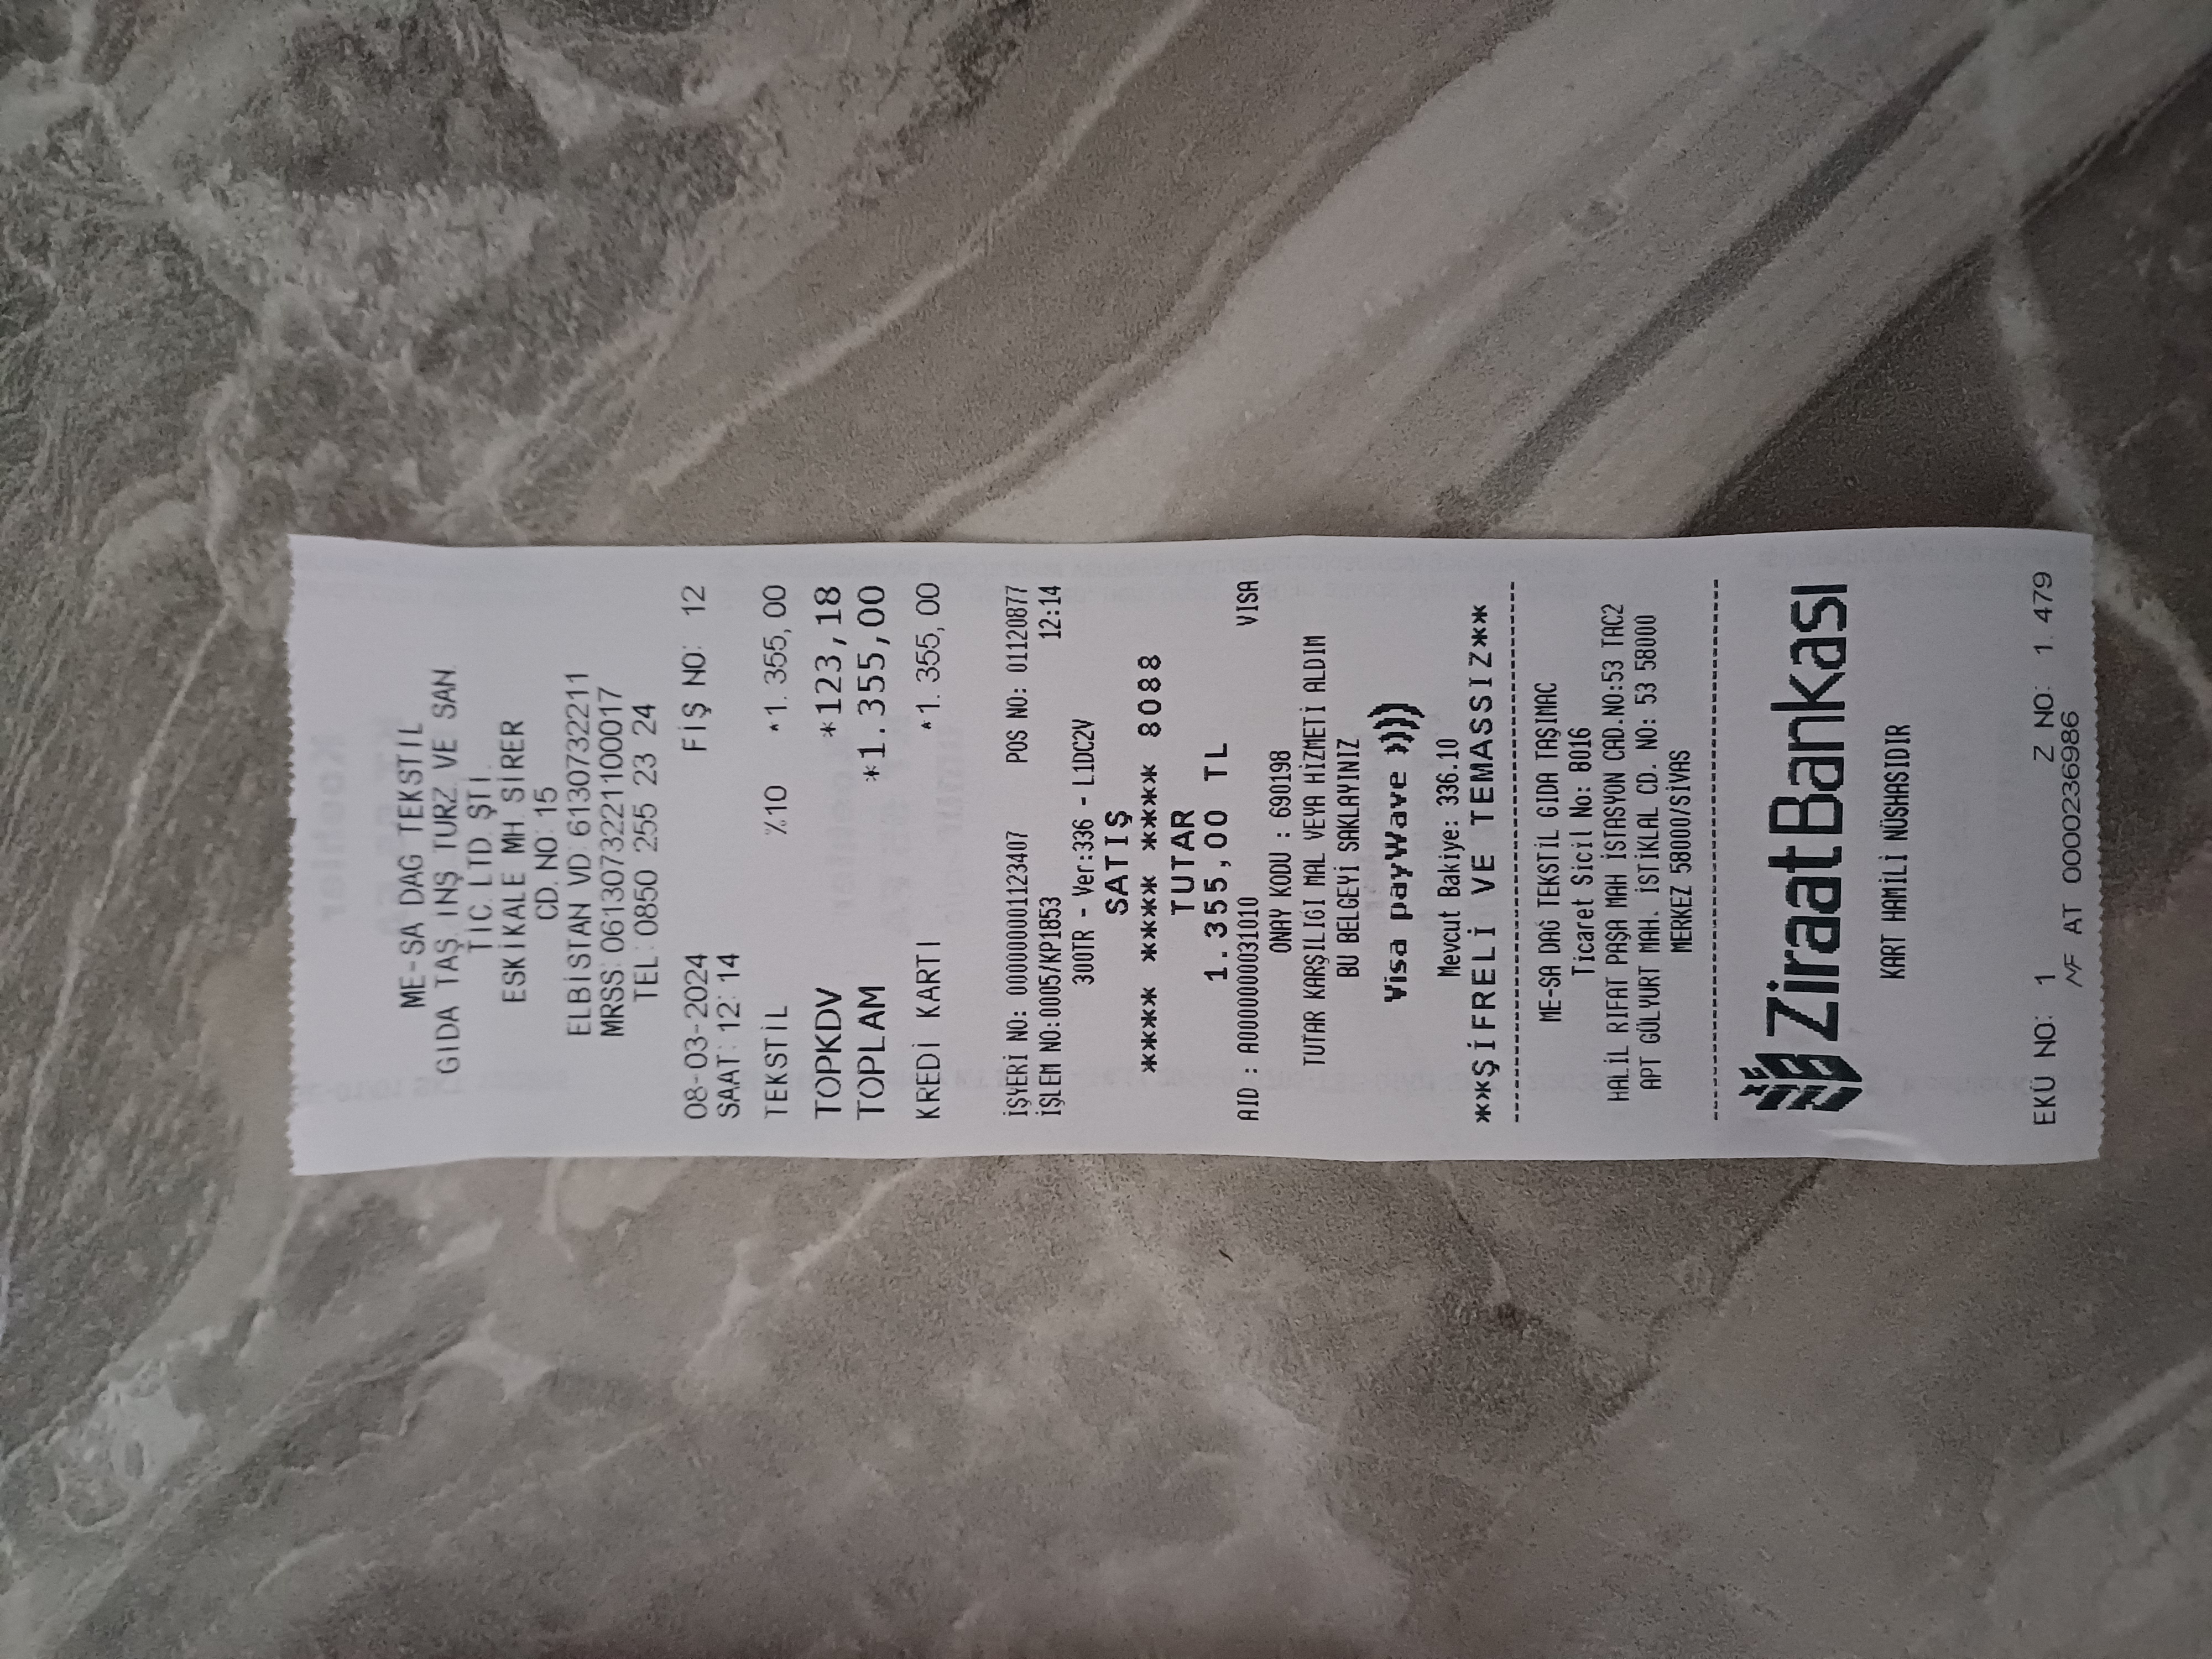 ME-SA DAG TEKSTİL
GIDA TAŞ İNŞ TURZ VE SAN.
TİC. LTD ŞTİ.
ESKİKALE MH. SİRER
CD. NO: 15
ELBİSTAN VD 6130732211
MRSS: 0613073221100017
TEL : 0850 255 23 24
08-03-2024 FİŞ NO: 12
SAAT: 12: 14
TEKSTİL %10 *1. 355, 00
TOPKDV *123,18
TOPLAM *1.355,00
KREDİ KARTI *1. 355, 00
İŞYERİ NO: 000000001123407 POS NO: 01120877
İŞLEM NO:0005/KP1853 12:14
300TR - Ver:336 - L1DC2V
SATIŞ
**** **** **** 8088
TUTAR
1.355,00 TL
AID : A0000000031010 VISA
ONAY KODU : 690198
TUTAR KARŞILIĞI MAL VEYA HİZMETİ ALDIM
BU BELGEYİ SAKLAYINIZ
Visa payWave ))))
Mevcut Bakiye: 336.10
**ŞİFRELİ VE TEMASSIZ**
ME-SA DAĞ TEKSTİL GIDA TAŞIMAC
Ticaret Sicil No: 8016
HALİL RIFAT PAŞA MAH İSTASYON CAD.NO:53 TAC2
APT GÜLYURT MAH. İSTİKLAL CD. NO: 53 58000
MERKEZ 58000/SİVAS
Ziraat Bankası
KART HAMİLİ NÜSHASIDIR
EKÜ NO: 1 Z NO: 1. 479
MF AT 0000236986